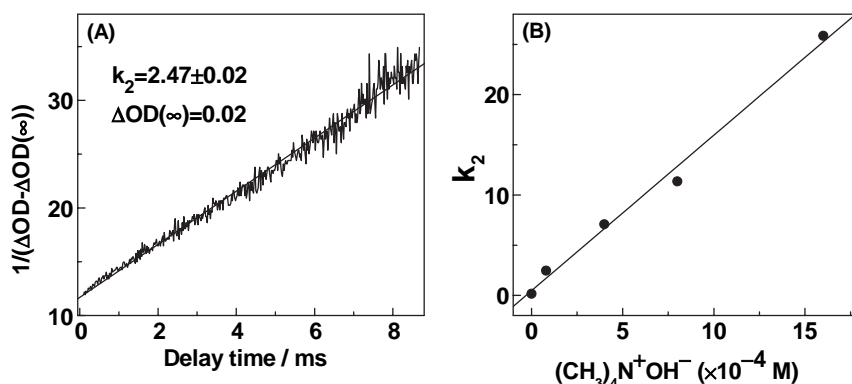 (A)
k₂=2.47±0.02
ΔOD(∞)=0.02
1/(ΔOD-ΔOD(∞))
30
20
10
0 2 4 6 8
Delay time / ms
(B)
k₂
20
10
0
0 5 10 15
(CH₃)₄N⁺OH⁻ (×10⁻⁴ M)